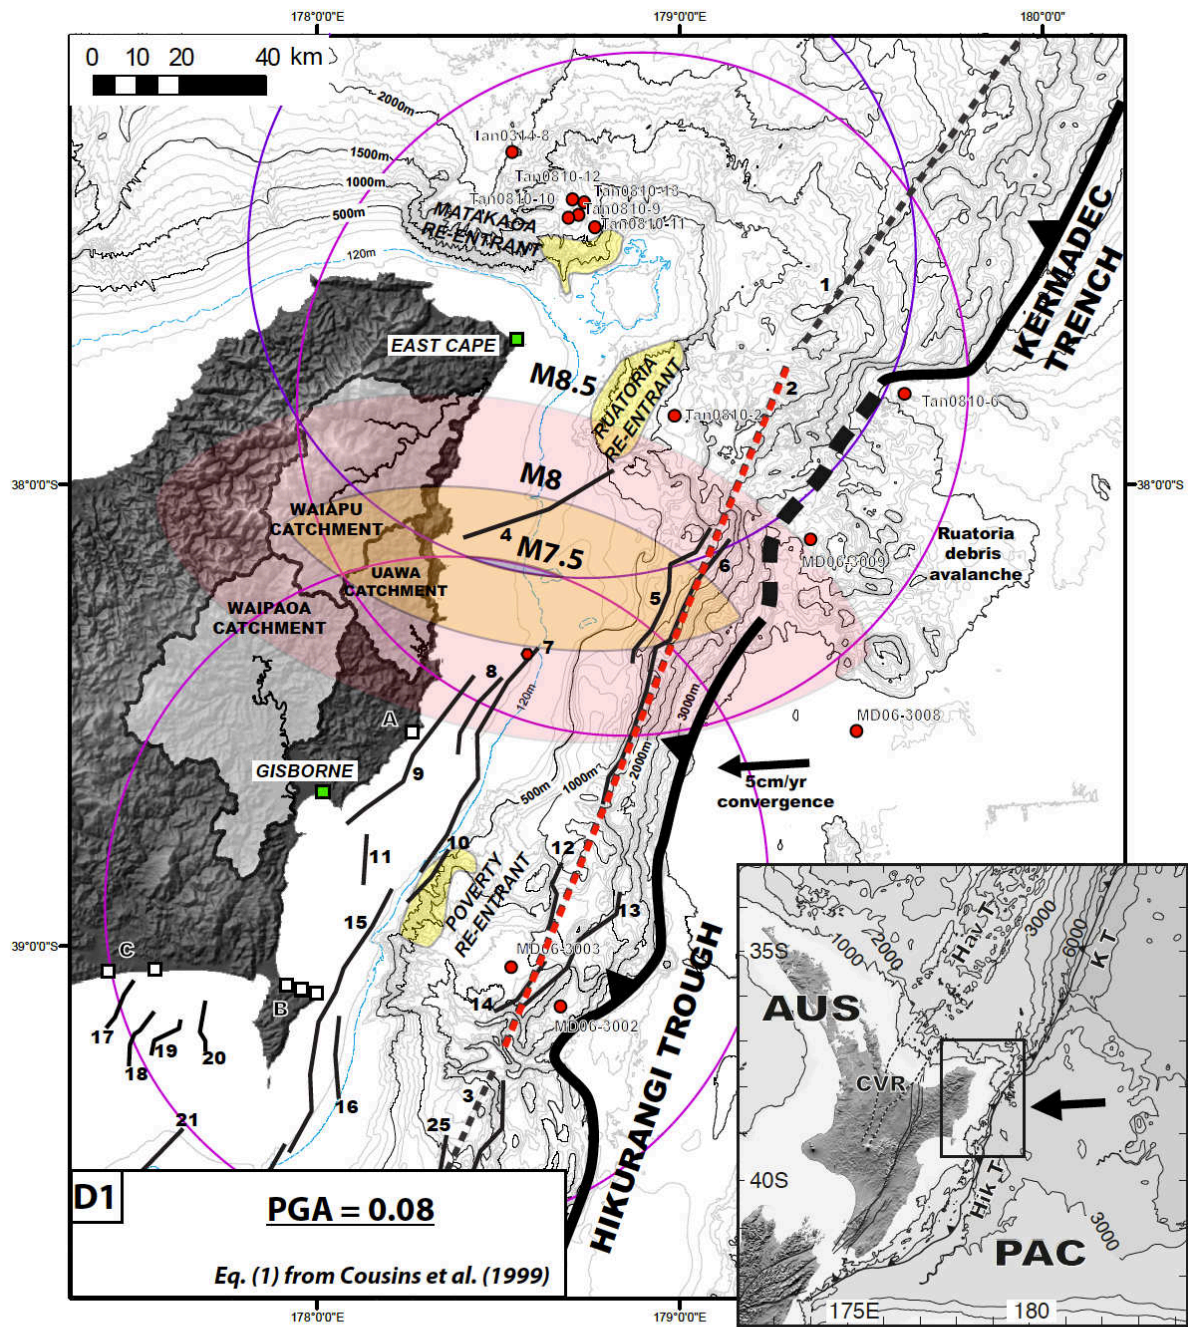 178°0'0"E
179°0'0"E
180°0'0"
0 10 20 40 km
2000m
1500m
1000m
500m
120m
Tan0314-8
Tan0810-12
Tan0810-13
Tan0810-10
Tan0810-9
Tan0810-11
MATAKAOA
RE-ENTRANT
KERMADEC
TRENCH
1
EAST CAPE
M8.5
2
RUATORIA
RE-ENTRANT
Tan0810-2
Tan0810-6
38°0'0"S
38°0'0"S
M8
WAIAPU
CATCHMENT
4
M7.5
MD06-3009
Ruatoria
debris
avalanche
UAWA
CATCHMENT
6
5
WAIPAOA
CATCHMENT
7
8
120m
3000m
A
0
MD06-3008
GISBORNE
9
2000m
1000m
500m
5cm/yr
convergence
10
11
12
POVERTY
RE-ENTRANT
13
15
39°0'0"S
C
MD06-3003
B
14
MD06-3002
17
18
19
20
16
3
21
25
HIKURANGI TROUGH
D1
PGA = 0.08
Eq. (1) from Cousins et al. (1999)
35S
1000
2000
Hav T
3000
6000
K T
AUS
CVR
40S
Hik T
3000
PAC
175E
180
178°0'0"E
179°0'0"E